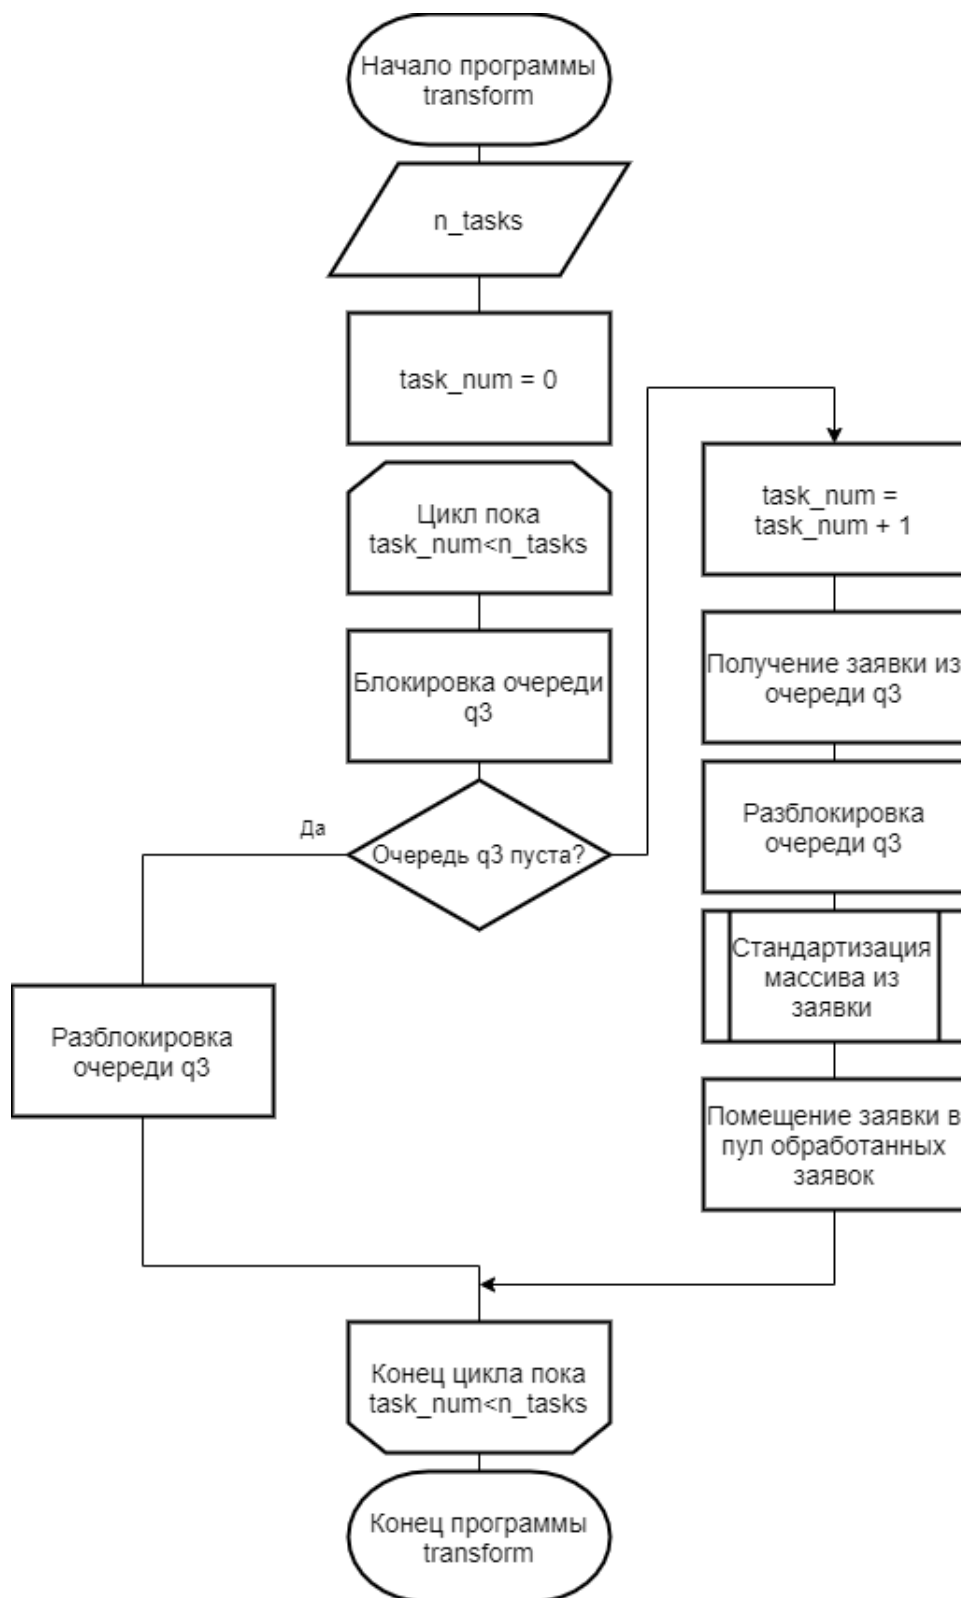 Начало программы
transform
n_tasks
task_num = 0
Цикл пока
task_num<n_tasks
Блокировка очереди
q3
Очередь q3 пуста?
Да
Разблокировка
очереди q3
task_num =
task_num + 1
Получение заявки из
очереди q3
Разблокировка
очереди q3
Стандартизация
массива из
заявки
Помещение заявки в
пул обработанных
заявок
Конец цикла пока
task_num<n_tasks
Конец программы
transform